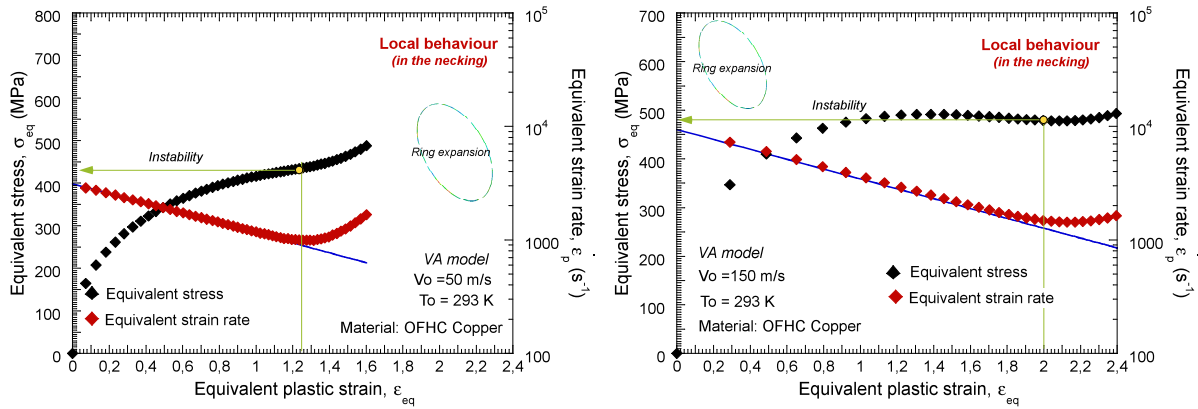 800
700
600
500
400
300
200
100
0
Equivalent stress, σeq (MPa)
Local behaviour
(in the necking)
Ring expansion
Instability
VA model
Vo =50 m/s
To = 293 K
Material: OFHC Copper
Equivalent stress
Equivalent strain rate
10^5
10^4
1000
100
Equivalent strain rate, ε̇p (s^-1)
0 0,2 0,4 0,6 0,8 1 1,2 1,4 1,6 1,8 2 2,2 2,4
Equivalent plastic strain, εeq
700
600
500
400
300
200
100
0
Equivalent stress, σeq (MPa)
Ring expansion
Local behaviour
(in the necking)
Instability
VA model
Vo =150 m/s
To = 293 K
Material: OFHC Copper
Equivalent stress
Equivalent strain rate
10^5
10^4
1000
100
Equivalent strain rate, ε̇p (s^-1)
0 0,2 0,4 0,6 0,8 1 1,2 1,4 1,6 1,8 2 2,2 2,4
Equivalent plastic strain, εeq